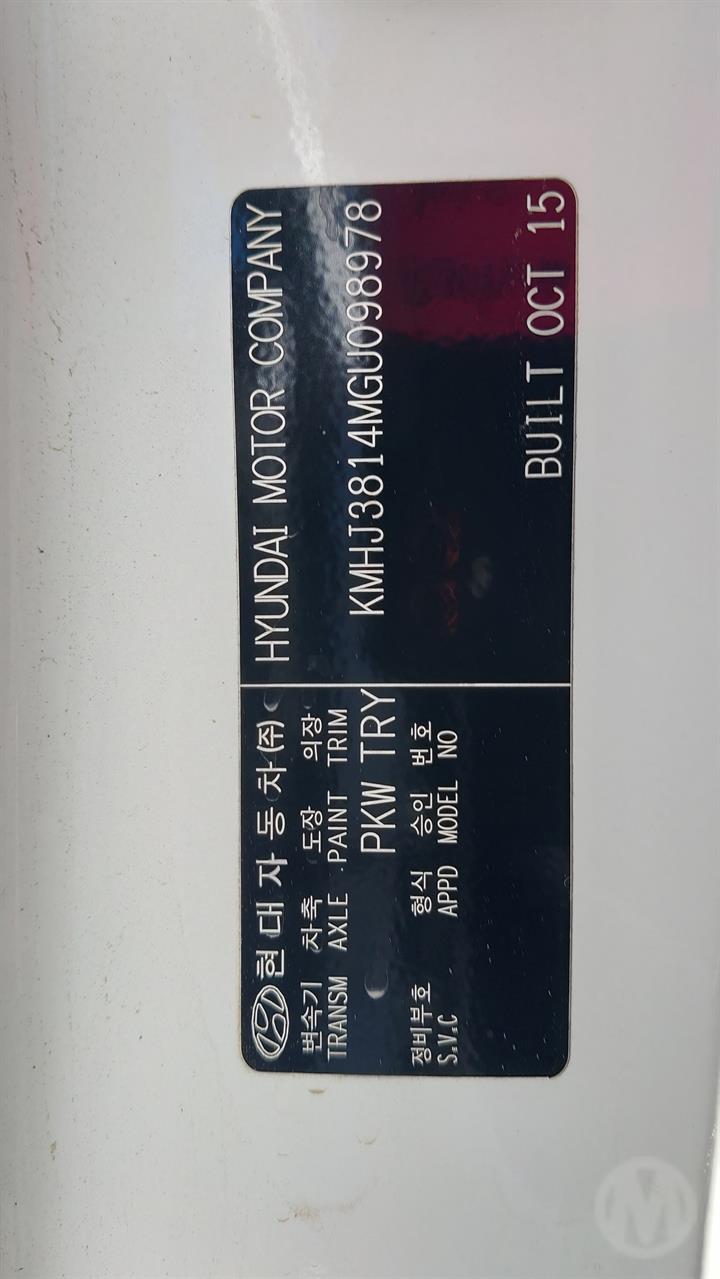 현대자동차(주) HYUNDAI MOTOR COMPANY
변속기 차축 도장 의장
TRANSM AXLE PAINT TRIM
PKW TRY
KMHJ3814MGU098978
정비부호 형식 승인 번호
S.V.C APPD MODEL NO
BUILT OCT 15
M